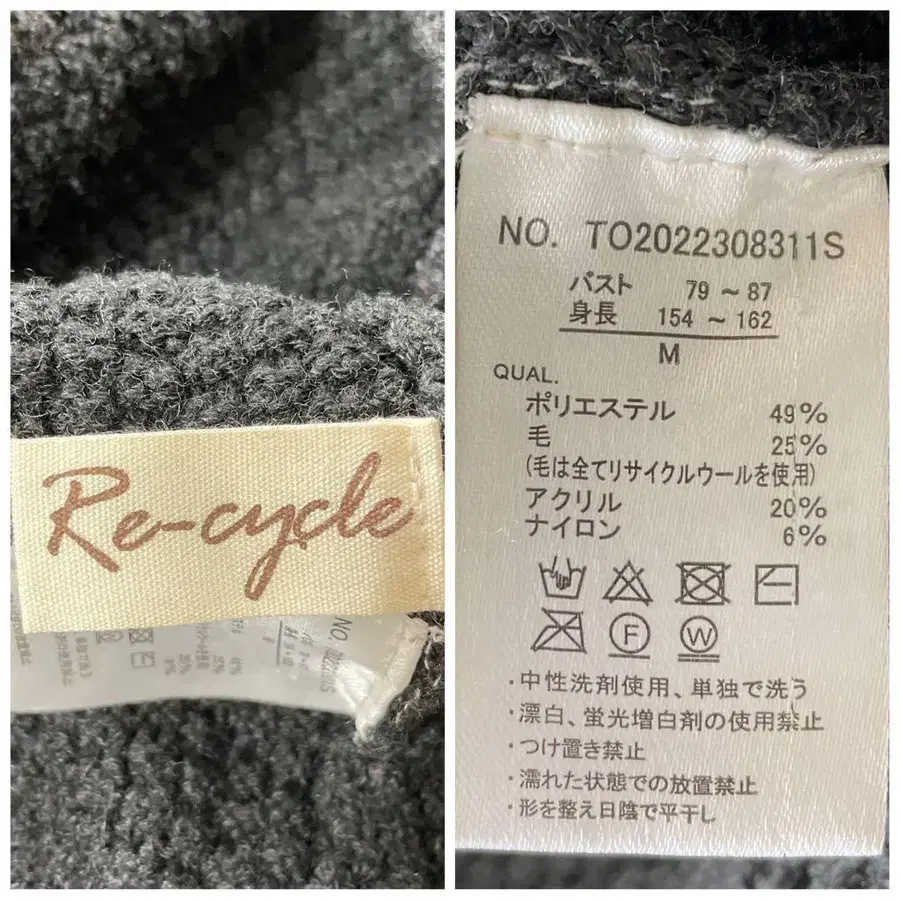 Re-cycle
NO. TO2022308311S
バスト 79 ~ 87
身長 154 ~ 162
M
QUAL.
ポリエステル 49%
毛 25%
(毛は全てリサイクルウールを使用)
アクリル 20%
ナイロン 6%
F W
・中性洗剤使用、単独で洗う
・漂白、蛍光増白剤の使用禁止
・つけ置き禁止
・濡れた状態での放置禁止
・形を整え日陰で平干し